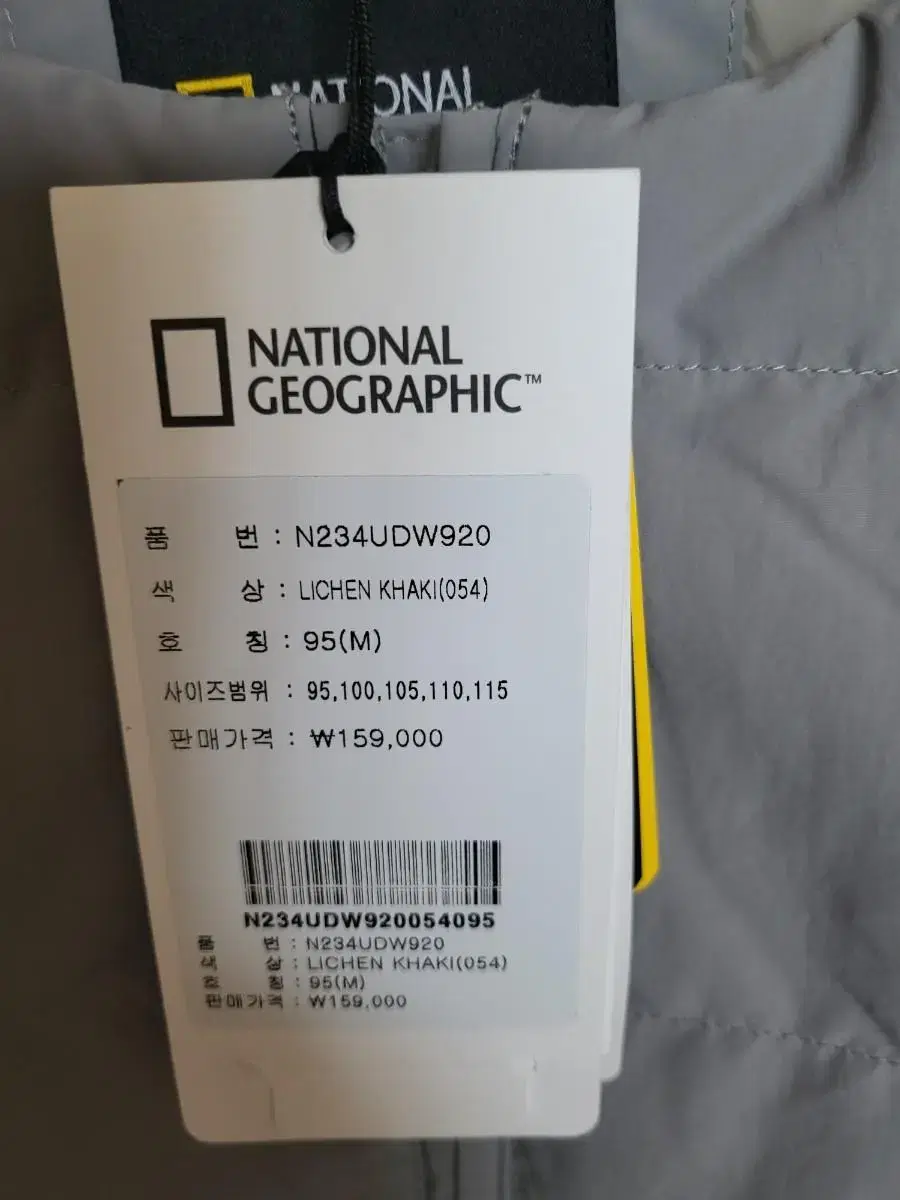 NATIONAL
NATIONAL
GEOGRAPHIC™
품 번 : N234UDW920
색 상 : LICHEN KHAKI(054)
호 칭 : 95(M)
사이즈범위 : 95,100,105,110,115
판매가격 : ₩159,000
N234UDW920054095
품 번 : N234UDW920
색 상 : LICHEN KHAKI(054)
호 칭 : 95(M)
판매가격 : ₩159,000